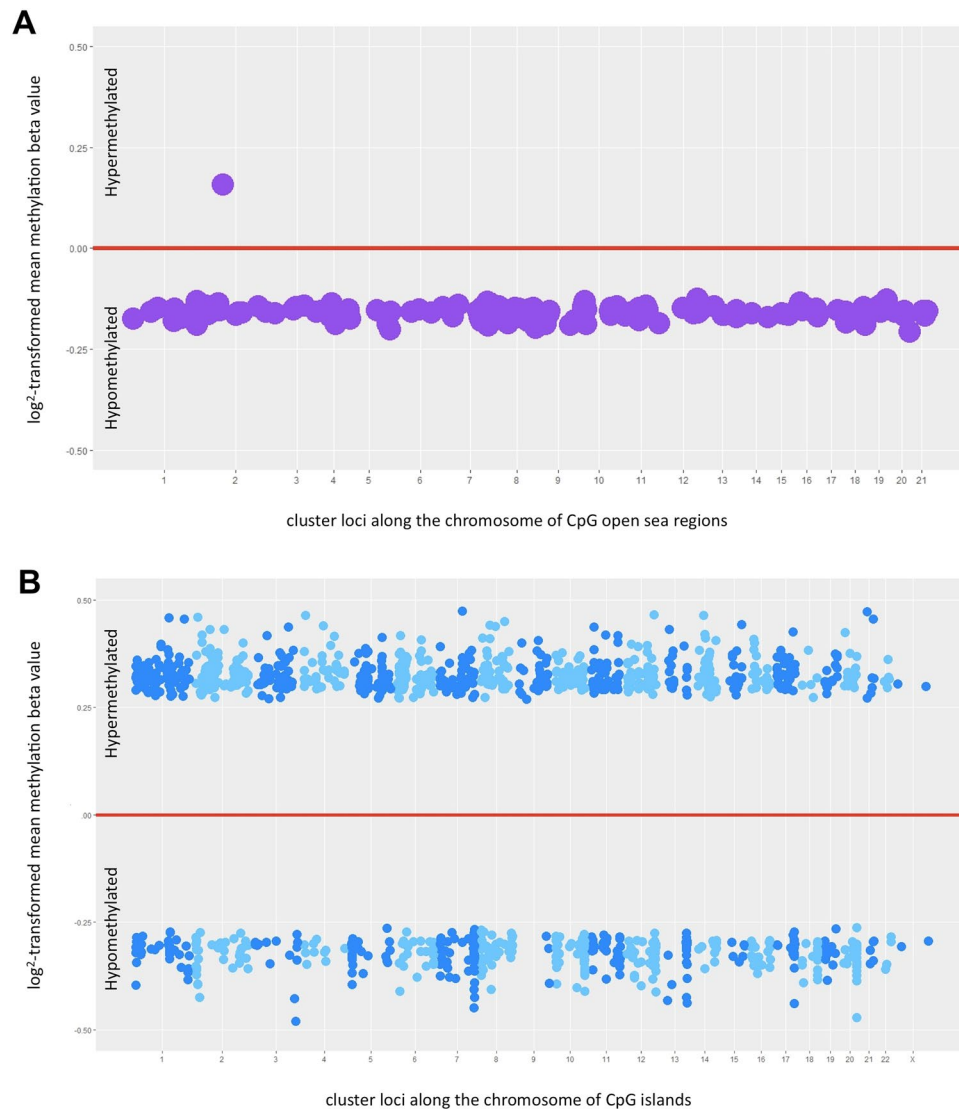 A
log²-transformed mean methylation beta value
Hypermethylated
Hypomethylated
0.50
0.25
0.00
-0.25
-0.50
1 2 3 4 5 6 7 8 9 10 11 12 13 14 15 16 17 18 19 20 21
cluster loci along the chromosome of CpG open sea regions
B
log²-transformed mean methylation beta value
Hypermethylated
Hypomethylated
0.50
0.25
.00
-0.25
-0.50
1 2 3 4 5 6 7 8 9 10 11 12 13 14 15 16 17 18 19 20 21 22 X
cluster loci along the chromosome of CpG islands